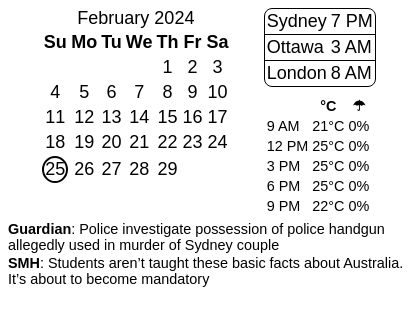 February 2024
Su Mo Tu We Th Fr Sa
1 2 3
4 5 6 7 8 9 10
11 12 13 14 15 16 17
18 19 20 21 22 23 24
25 26 27 28 29
Sydney 7 PM
Ottawa 3 AM
London 8 AM
°C ☂
9 AM 21°C 0%
12 PM 25°C 0%
3 PM 25°C 0%
6 PM 25°C 0%
9 PM 22°C 0%
Guardian: Police investigate possession of police handgun
allegedly used in murder of Sydney couple
SMH: Students aren’t taught these basic facts about Australia.
It’s about to become mandatory